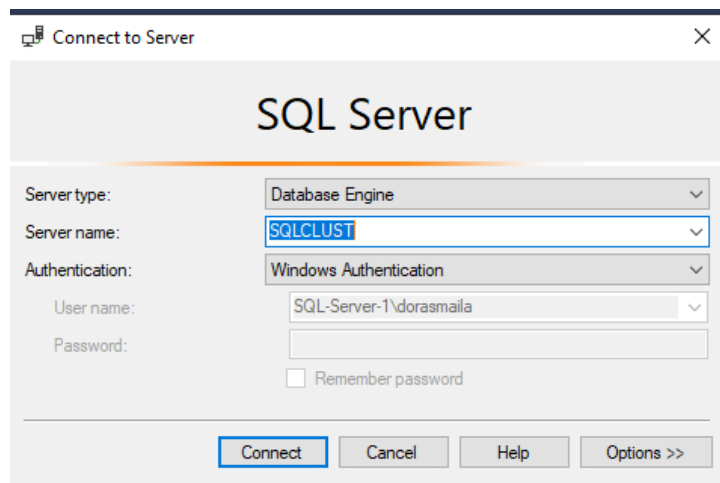 Connect to Server
SQL Server
Server type: Database Engine
Server name: SQLCLUST
Authentication: Windows Authentication
User name: SQL-Server-1\dorasmaila
Password:
Remember password
Connect Cancel Help Options >>